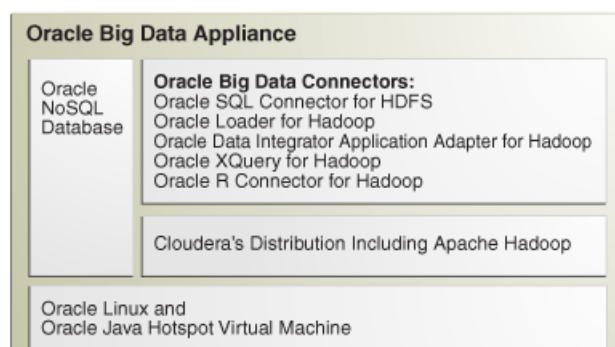 Oracle Big Data Appliance
Oracle
NoSQL
Database
Oracle Big Data Connectors:
Oracle SQL Connector for HDFS
Oracle Loader for Hadoop
Oracle Data Integrator Application Adapter for Hadoop
Oracle XQuery for Hadoop
Oracle R Connector for Hadoop
Cloudera's Distribution Including Apache Hadoop
Oracle Linux and
Oracle Java Hotspot Virtual Machine